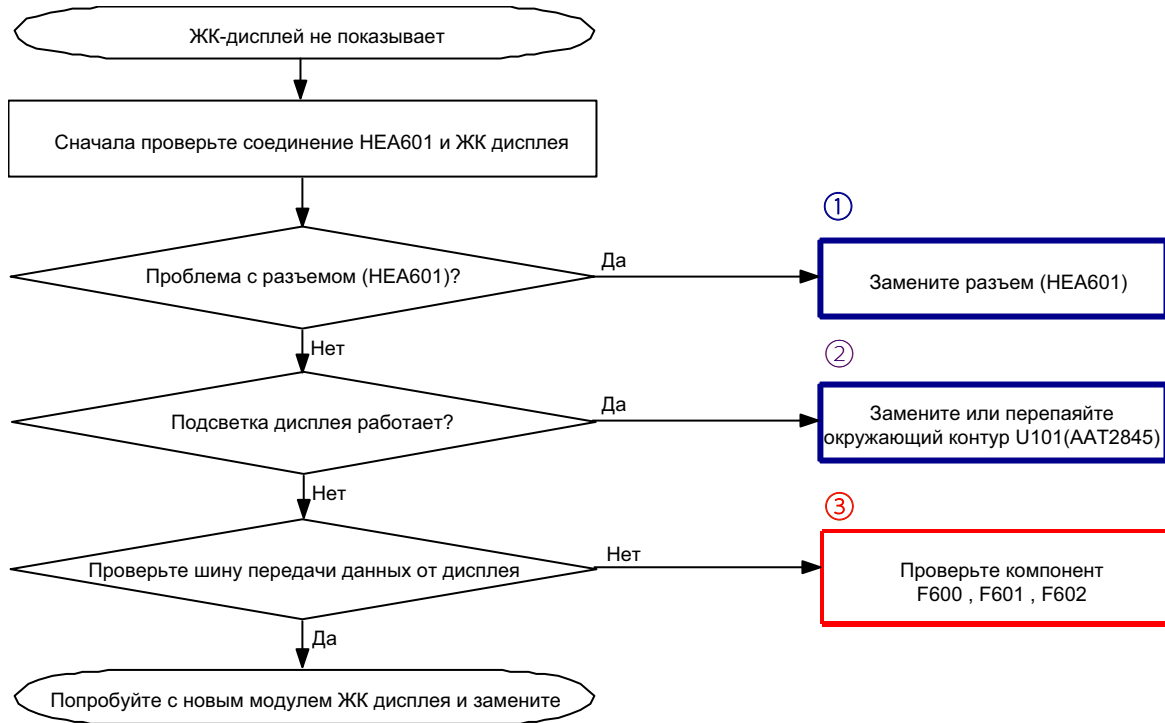 ЖК-дисплей не показывает
Сначала проверьте соединение HEA601 и ЖК дисплея
①
Проблема с разъемом (HEA601)?
Да
Замените разъем (HEA601)
Нет
②
Подсветка дисплея работает?
Да
Замените или перепаяйте
окружающий контур U101(AAT2845)
Нет
③
Проверьте шину передачи данных от дисплея
Нет
Проверьте компонент
F600 , F601 , F602
Да
Попробуйте с новым модулем ЖК дисплея и замените